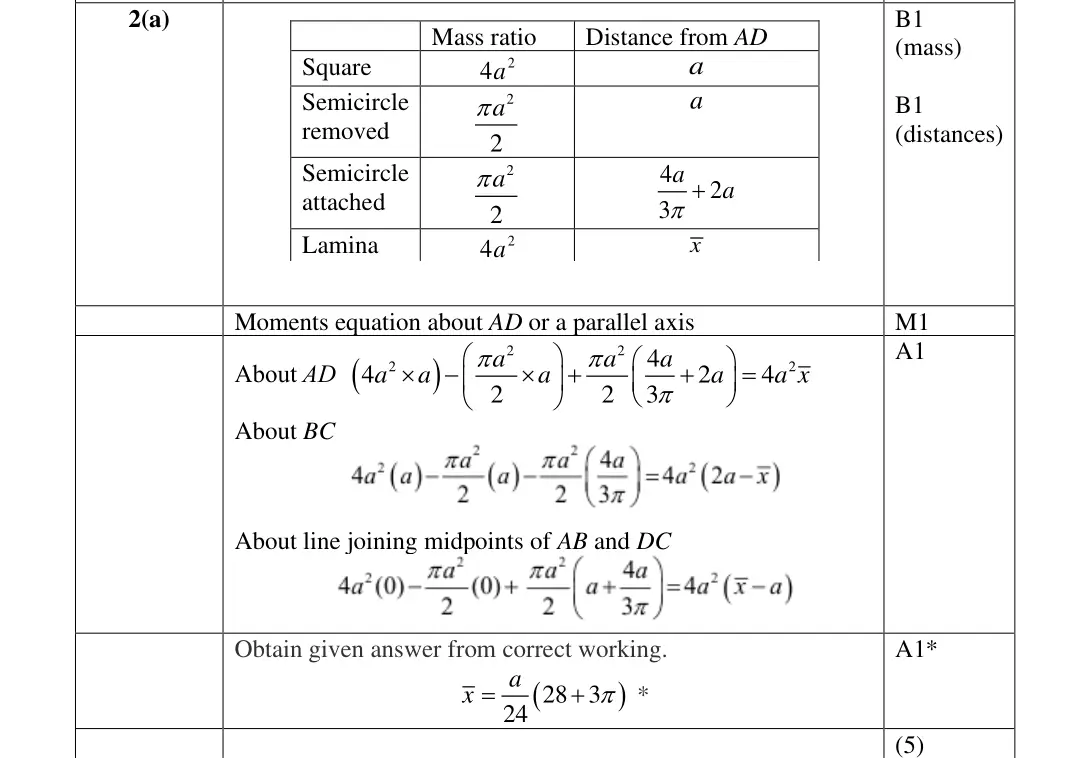 2(a)
Mass ratio Distance from AD
Square 4a² a
Semicircle removed πa²/2 a
Semicircle attached πa²/2 4a/3π + 2a
Lamina 4a² x̅
B1
(mass)
B1
(distances)
Moments equation about AD or a parallel axis M1
About AD (4a² × a) − (πa²/2 × a) + πa²/2 (4a/3π + 2a) = 4a²x̅ A1
About BC
4a²(a) − πa²/2 (a) − πa²/2 (4a/3π) = 4a²(2a − x̅)
About line joining midpoints of AB and DC
4a²(0) − πa²/2 (0) + πa²/2 (a + 4a/3π) = 4a²(x̅ − a)
Obtain given answer from correct working. A1*
x̅ = a/24 (28 + 3π) *
(5)